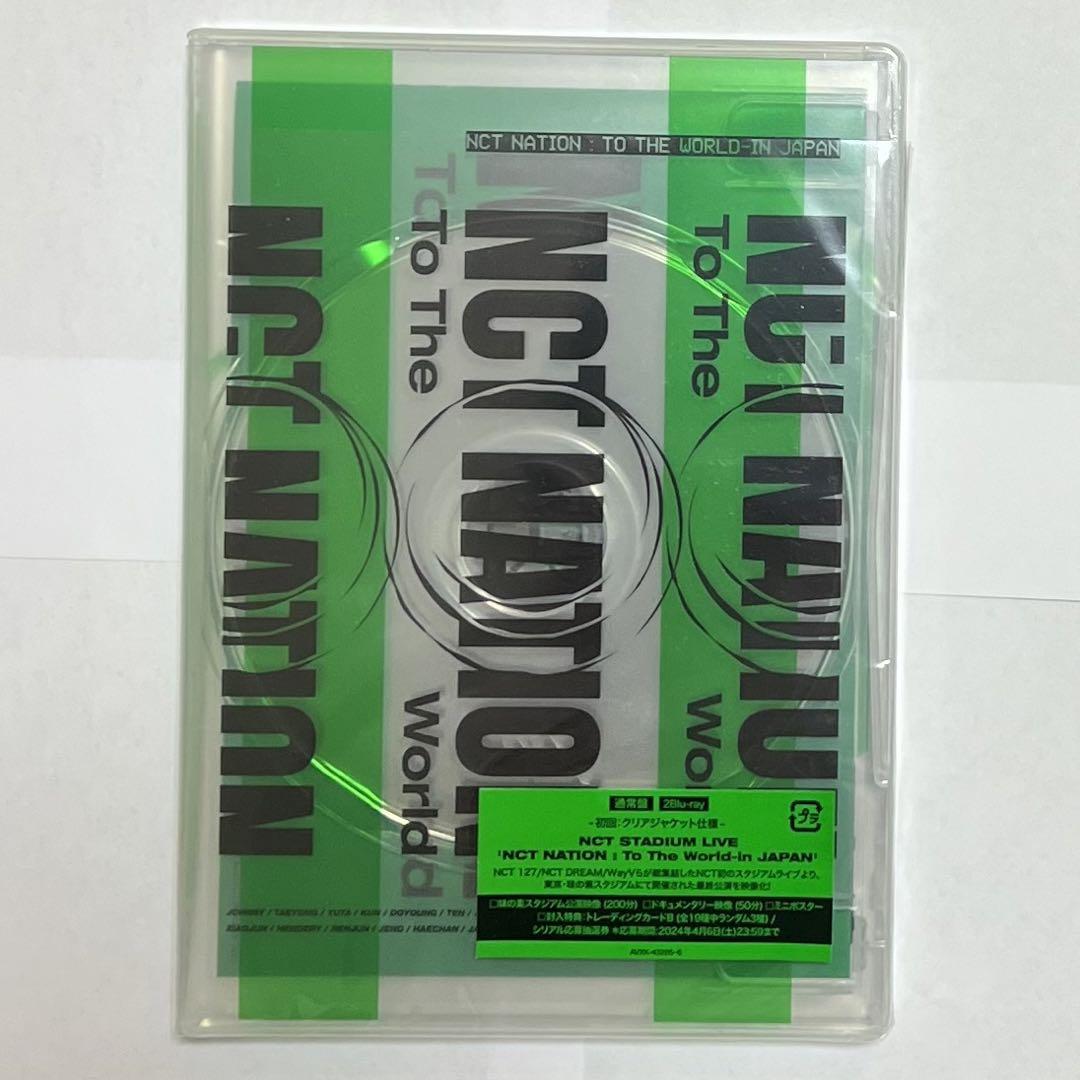 NCT NATION : TO THE WORLD-IN JAPAN
NCT NATION
To The World
NCT NATION
To The World
NCT NATION
JOHNNY / TAEYONG / YUTA / KUN / DOYOUNG / TEN /
XIAOJUN / HENDERY / RENJUN / JENO / HAECHAN /
通常盤 2Blu-ray
-初回:クリアジャケット仕様-
プラ
NCT STADIUM LIVE
'NCT NATION : To The World-in JAPAN'
NCT 127/NCT DREAM/WayVらが総集結したNCT初のスタジアムライブより、
東京・味の素スタジアムにて開催された最終公演を映像化!
□味の素スタジアム公演映像 (200分) □ドキュメンタリー映像 (50分) □ミニポスター
□封入特典:トレーディングカードB (全19種中ランダム3種) /
シリアル応募抽選券 *応募期間:2024年4月6日(土)23:59まで